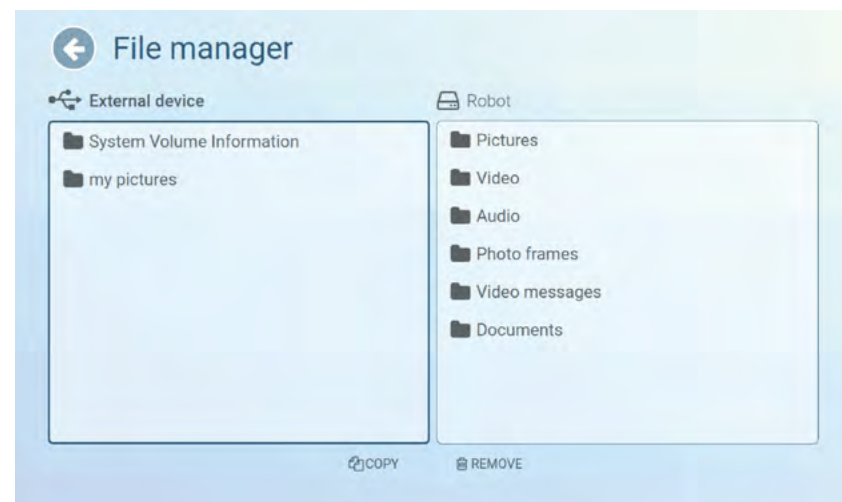 File manager
External device
System Volume Information
my pictures
Robot
Pictures
Video
Audio
Photo frames
Video messages
Documents
COPY
REMOVE